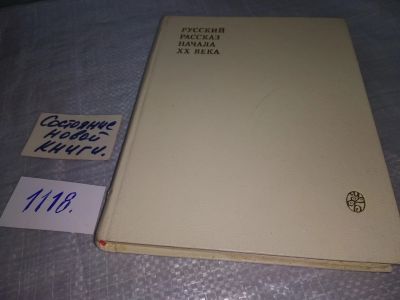 РУССКИЙ
РАССКАЗ
НАЧАЛА
XX ВЕКА
Состояние
новой
книги.
1118.